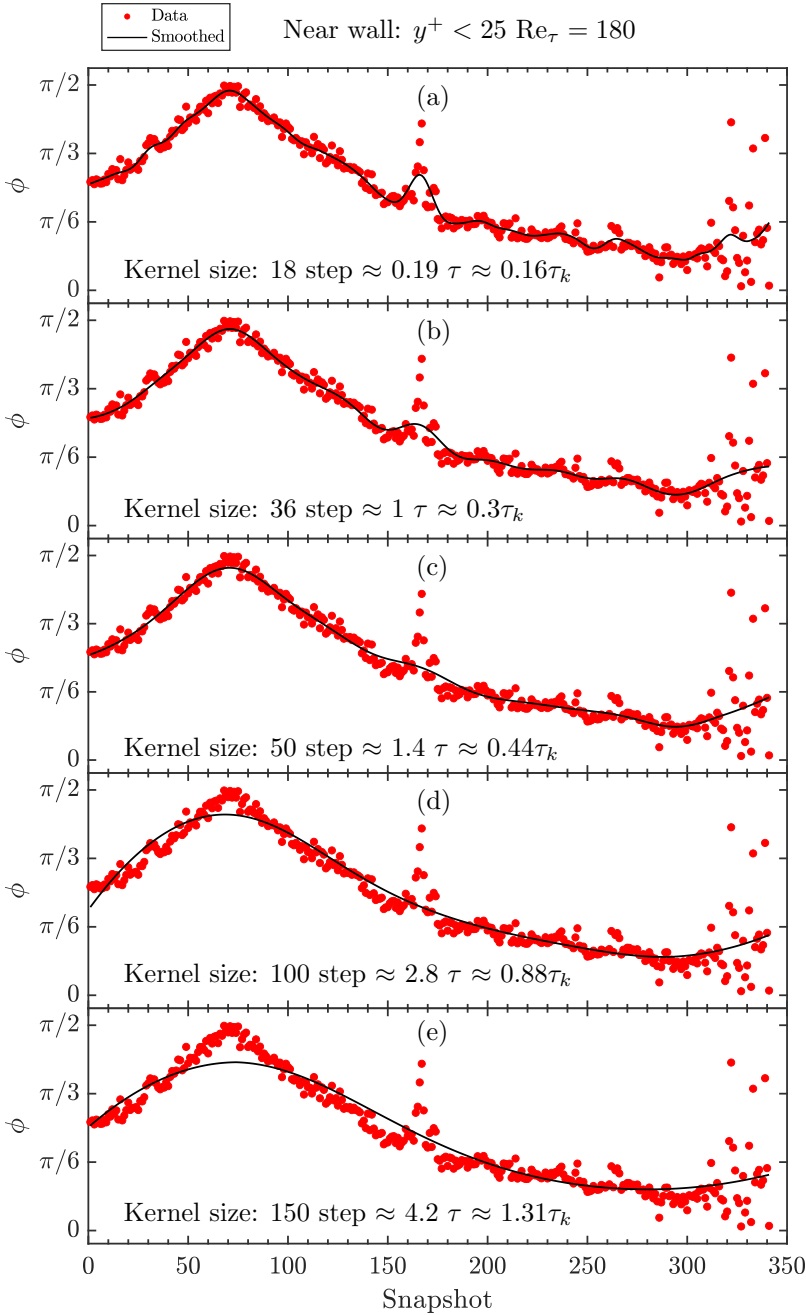 Data
Smoothed
Near wall: y⁺ < 25 Re_τ = 180
(a)
π/2
π/3
π/6
0
ϕ
Kernel size: 18 step ≈ 0.19 τ ≈ 0.16τ_k
(b)
π/2
π/3
π/6
0
ϕ
Kernel size: 36 step ≈ 1 τ ≈ 0.3τ_k
(c)
π/2
π/3
π/6
0
ϕ
Kernel size: 50 step ≈ 1.4 τ ≈ 0.44τ_k
(d)
π/2
π/3
π/6
0
ϕ
Kernel size: 100 step ≈ 2.8 τ ≈ 0.88τ_k
(e)
π/2
π/3
π/6
0
ϕ
Kernel size: 150 step ≈ 4.2 τ ≈ 1.31τ_k
0 50 100 150 200 250 300 350
Snapshot